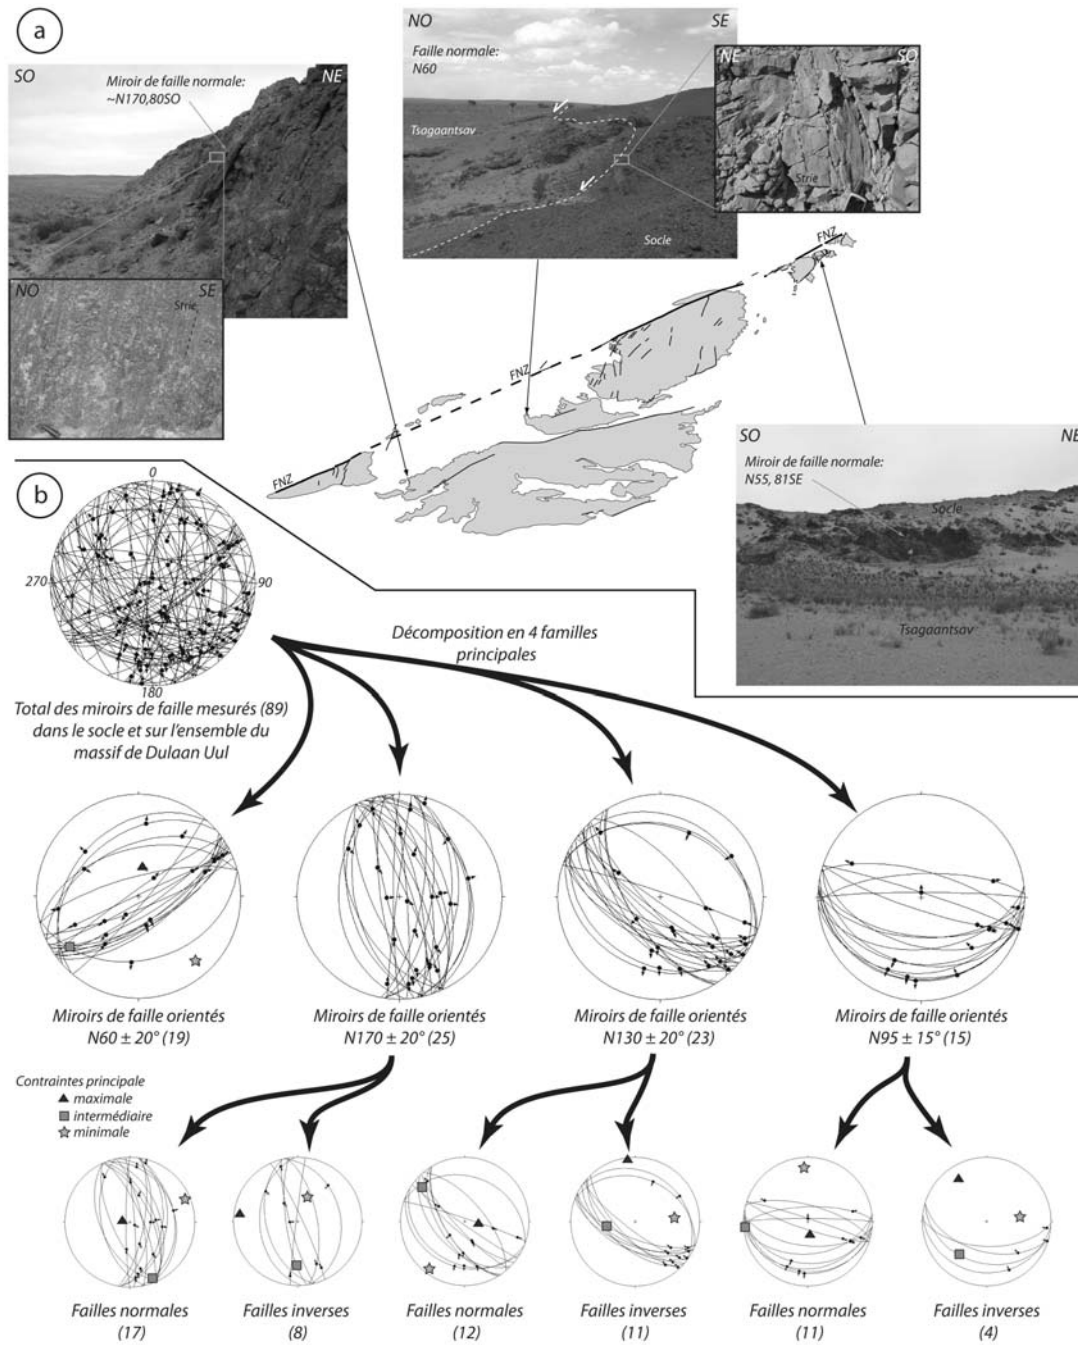 a
SO
NE
Miroir de faille normale:
~N170,80SO
NO
SE
Strie
NO
SE
Faille normale:
N60
Tsagaantsav
Socle
NE
SO
Strie
FNZ
FNZ
FNZ
SO
NE
Miroir de faille normale:
N55, 81SE
Socle
Tsagaantsav
b
0
270
90
180
Total des miroirs de faille mesurés (89)
dans le socle et sur l'ensemble du
massif de Dulaan Uul
Décomposition en 4 familles
principales
Miroirs de faille orientés
N60 ± 20° (19)
Miroirs de faille orientés
N170 ± 20° (25)
Miroirs de faille orientés
N130 ± 20° (23)
Miroirs de faille orientés
N95 ± 15° (15)
Contraintes principale
maximale
intermédiaire
minimale
Failles normales
(17)
Failles inverses
(8)
Failles normales
(12)
Failles inverses
(11)
Failles normales
(11)
Failles inverses
(4)